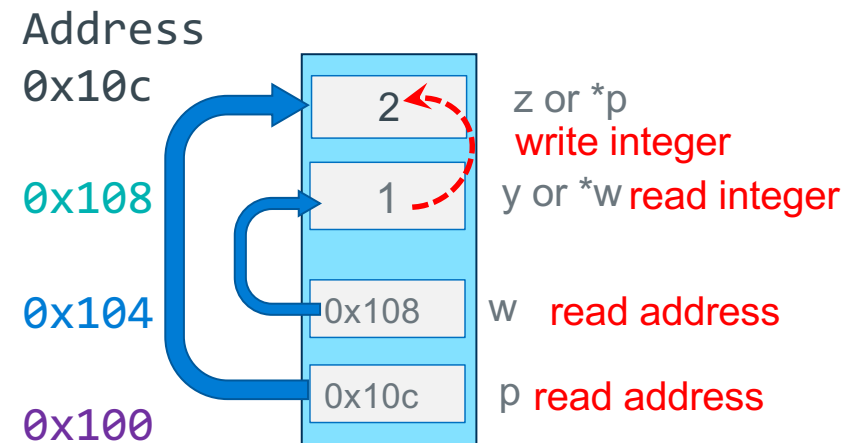 Address
0x10c
2
z or *p
write integer
0x108
1
y or *w read integer
0x104
0x108
w read address
0x10c
p read address
0x100